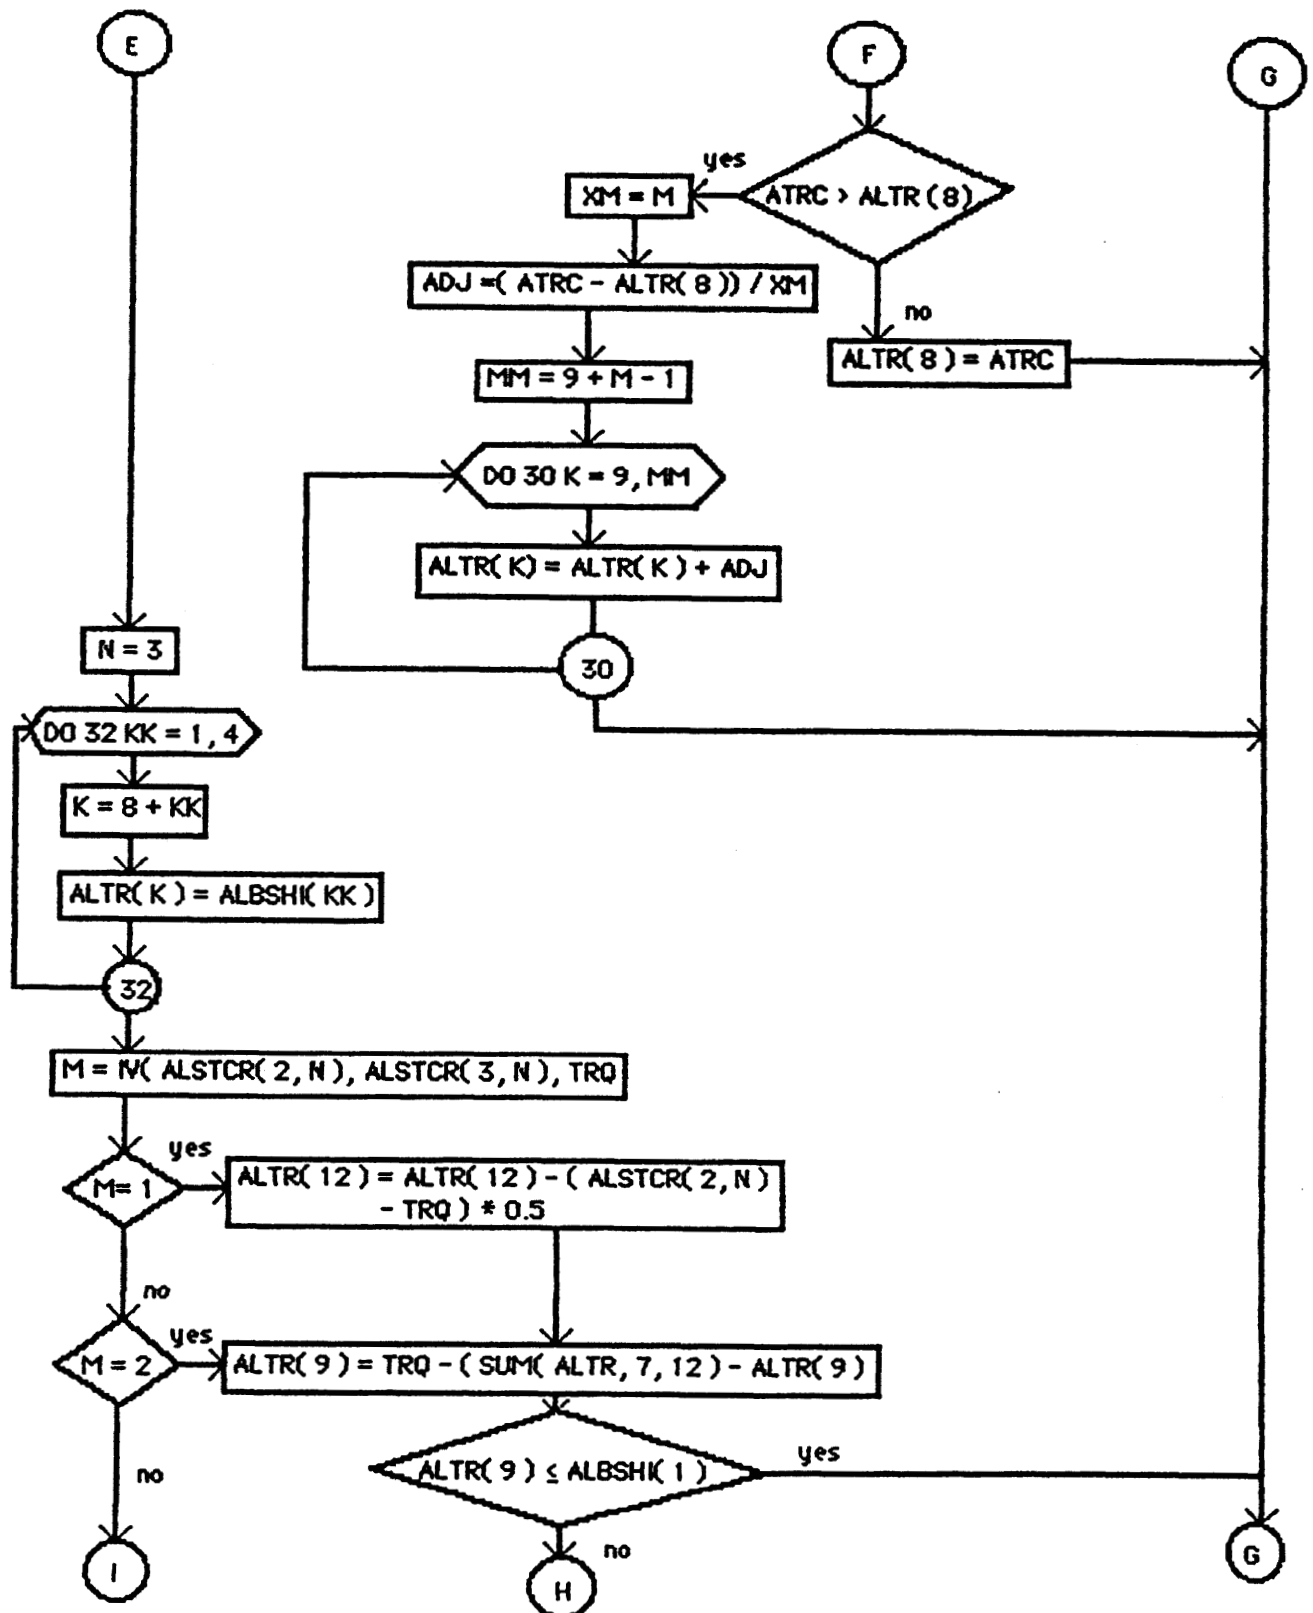 E
F
G
yes
XM = M
ATRC > ALTR(8)
ADJ =( ATRC - ALTR( 8 )) / XM
no
ALTR( 8 ) = ATRC
MM = 9 + M - 1
DO 30 K = 9, MM
ALTR( K) = ALTR( K ) + ADJ
30
N = 3
DO 32 KK = 1 , 4
K = 8 + KK
ALTR( K ) = ALBSHK( KK )
32
M = IV( ALSTCR( 2, N ), ALSTCR( 3, N ), TRQ
yes
M= 1
ALTR( 12 ) = ALTR( 12 ) - ( ALSTCR( 2, N )
- TRQ ) * 0.5
no
yes
M = 2
ALTR( 9 ) = TRQ - ( SUM( ALTR, 7, 12 ) - ALTR( 9 )
no
ALTR( 9 ) ≤ ALBSHK( 1 )
yes
no
I
H
G